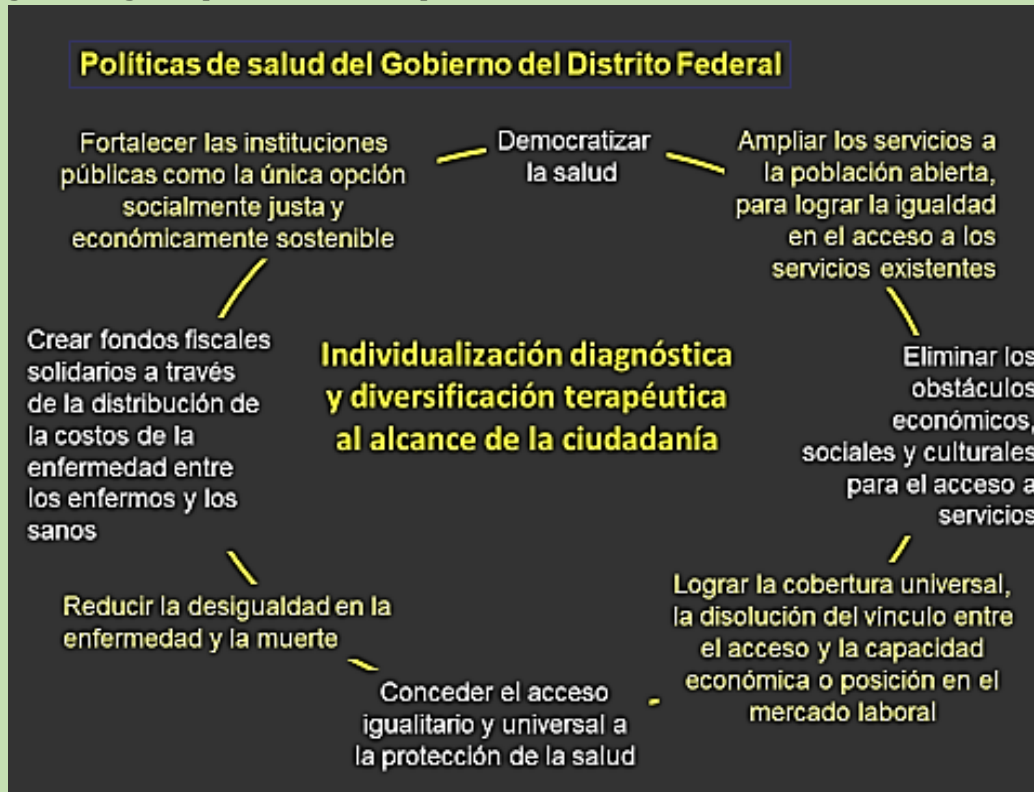 Políticas de salud del Gobierno del Distrito Federal
Democratizar
la salud
Ampliar los servicios a
la población abierta,
para lograr la igualdad
en el acceso a los
servicios existentes
Eliminar los
obstáculos
económicos,
sociales y culturales
para el acceso a
servicios
Lograr la cobertura universal,
la disolución del vínculo entre
el acceso y la capacidad
económica o posición en el
mercado laboral
Conceder el acceso
igualitario y universal a
la protección de la salud
Reducir la desigualdad en la
enfermedad y la muerte
Crear fondos fiscales
solidarios a través
de la distribución de
la costos de la
enfermedad entre
los enfermos y los
sanos
Fortalecer las instituciones
públicas como la única opción
socialmente justa y
económicamente sostenible
Individualización diagnóstica
y diversificación terapéutica
al alcance de la ciudadanía